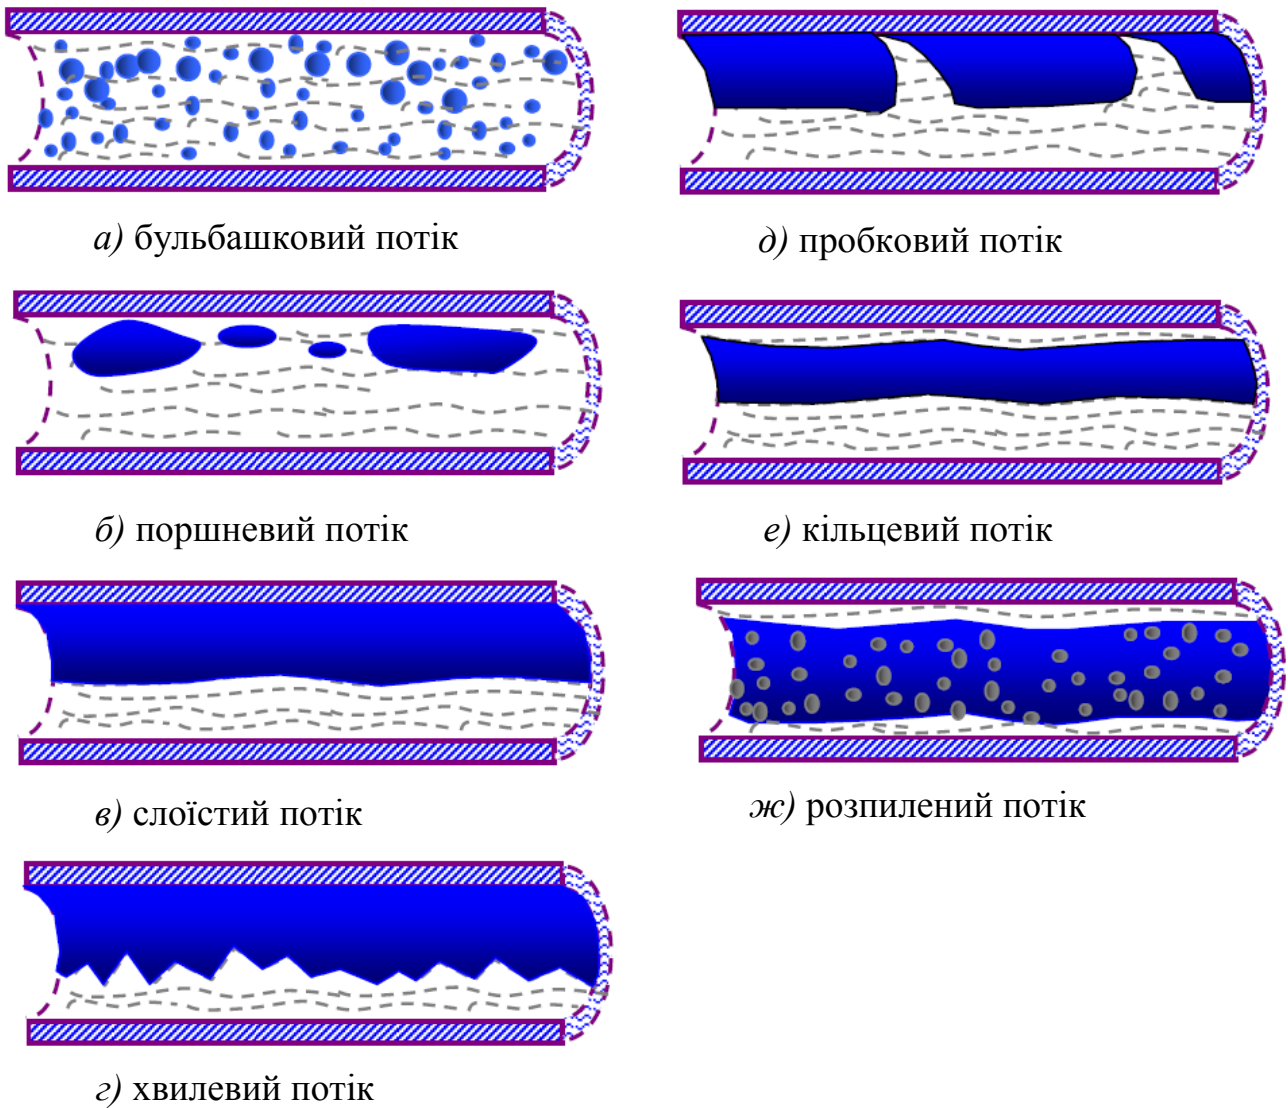 а) бульбашковий потік
д) пробковий потік
б) поршневий потік
е) кільцевий потік
в) слоїстий потік
ж) розпилений потік
г) хвилевий потік